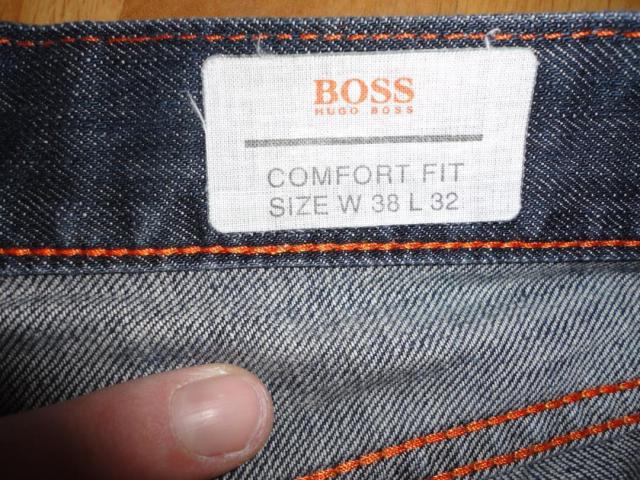 BOSS
HUGO BOSS
COMFORT FIT
SIZE W 38 L 32